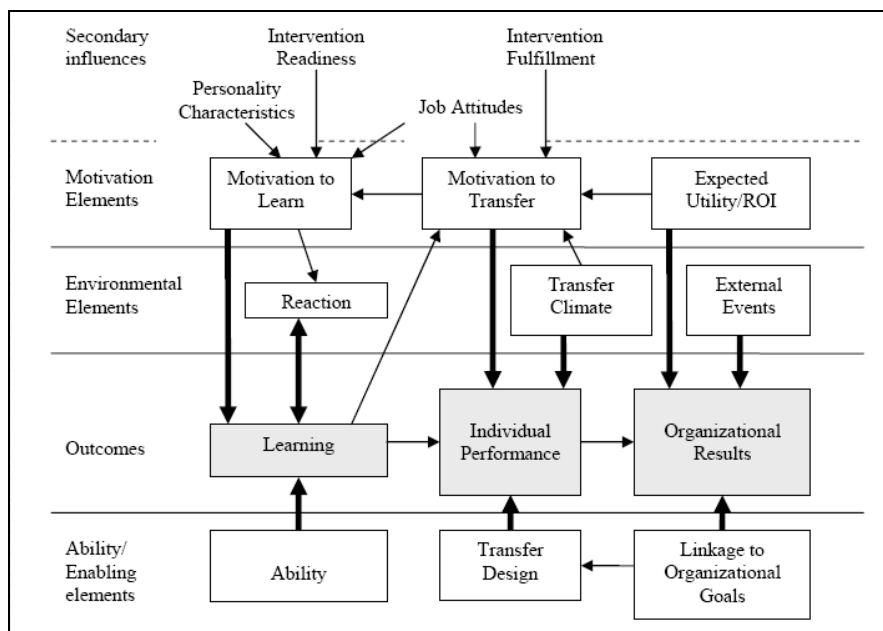 Secondary
influences
Intervention
Readiness
Intervention
Fulfillment
Personality
Characteristics
Job Attitudes
Motivation
Elements
Motivation to
Learn
Motivation to
Transfer
Expected
Utility/ROI
Environmental
Elements
Reaction
Transfer
Climate
External
Events
Outcomes
Learning
Individual
Performance
Organizational
Results
Ability/
Enabling
elements
Ability
Transfer
Design
Linkage to
Organizational
Goals